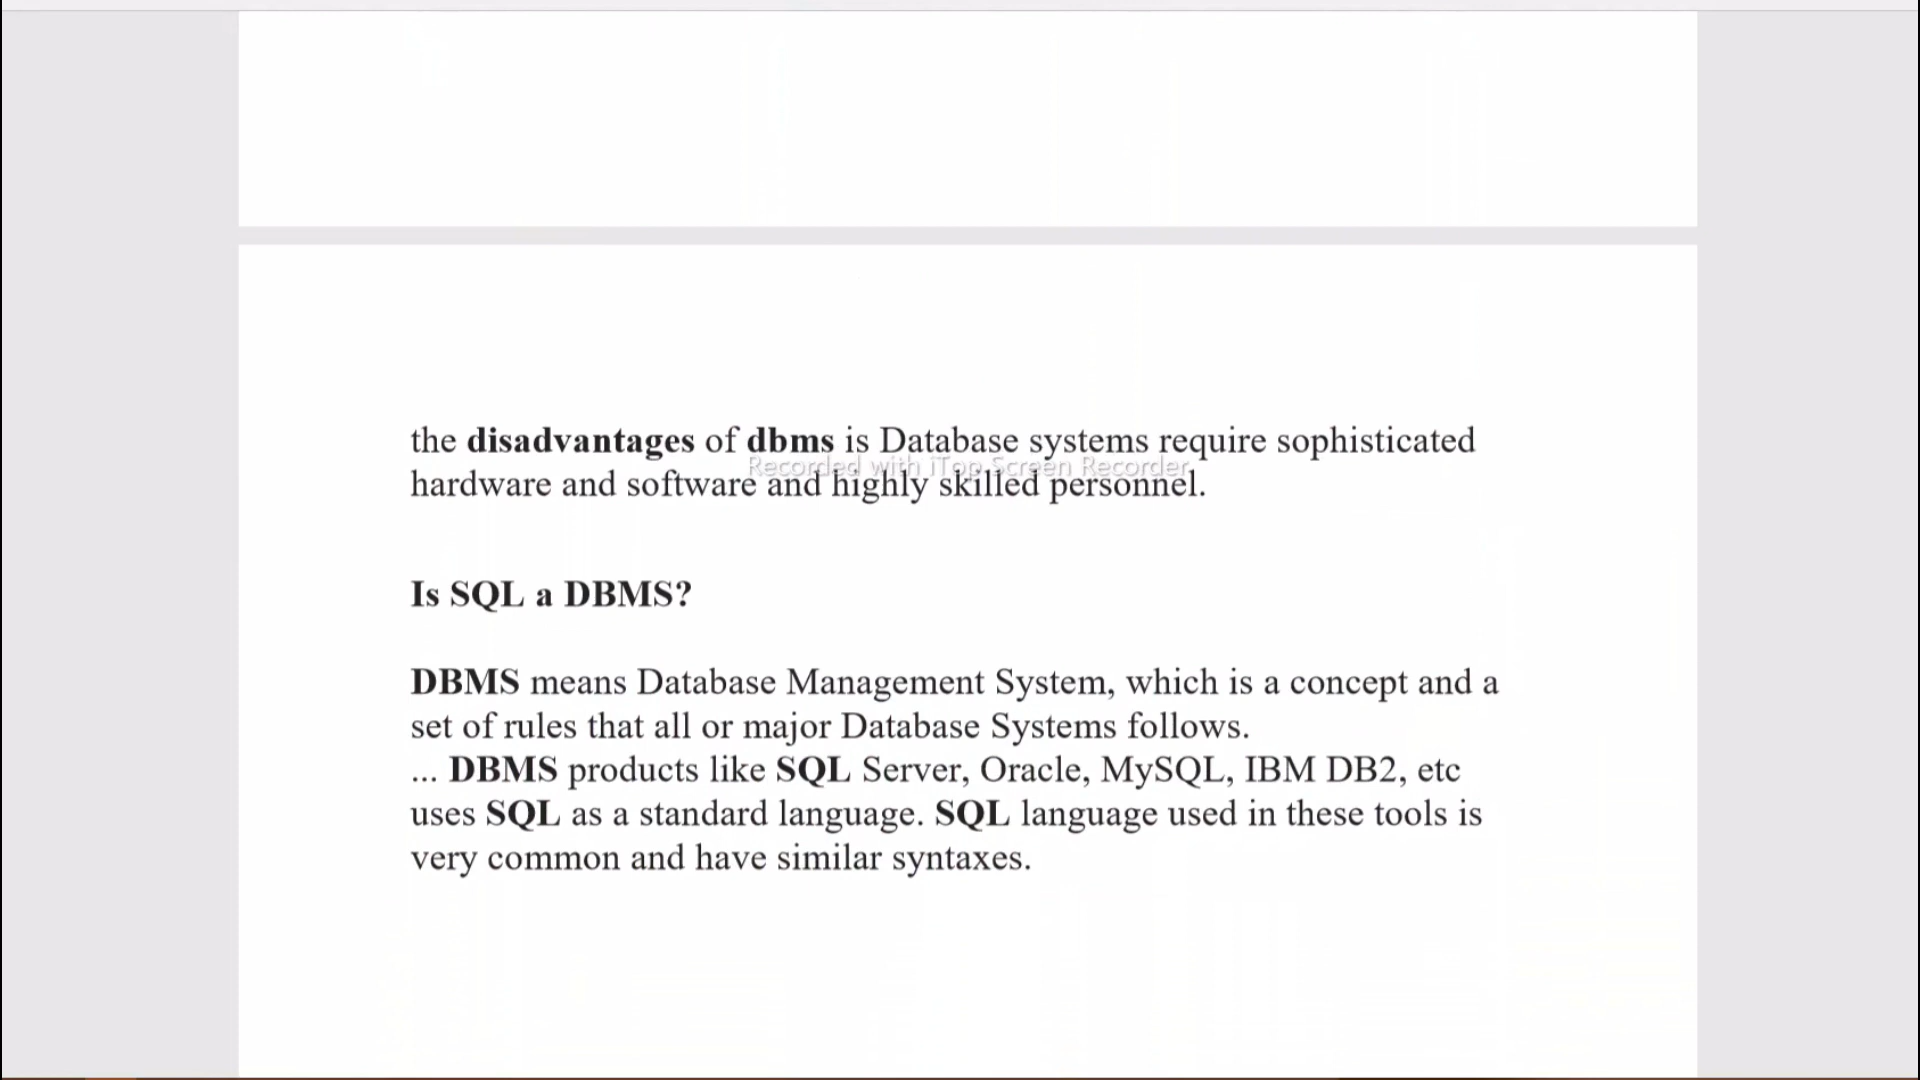 the disadvantages of dbms is Database systems require sophisticated
Recorded with iTop Screen Recorder
hardware and software and highly skilled personnel.
Is SQL a DBMS?
DBMS means Database Management System, which is a concept and a
set of rules that all or major Database Systems follows.
... DBMS products like SQL Server, Oracle, MySQL, IBM DB2, etc
uses SQL as a standard language. SQL language used in these tools is
very common and have similar syntaxes.